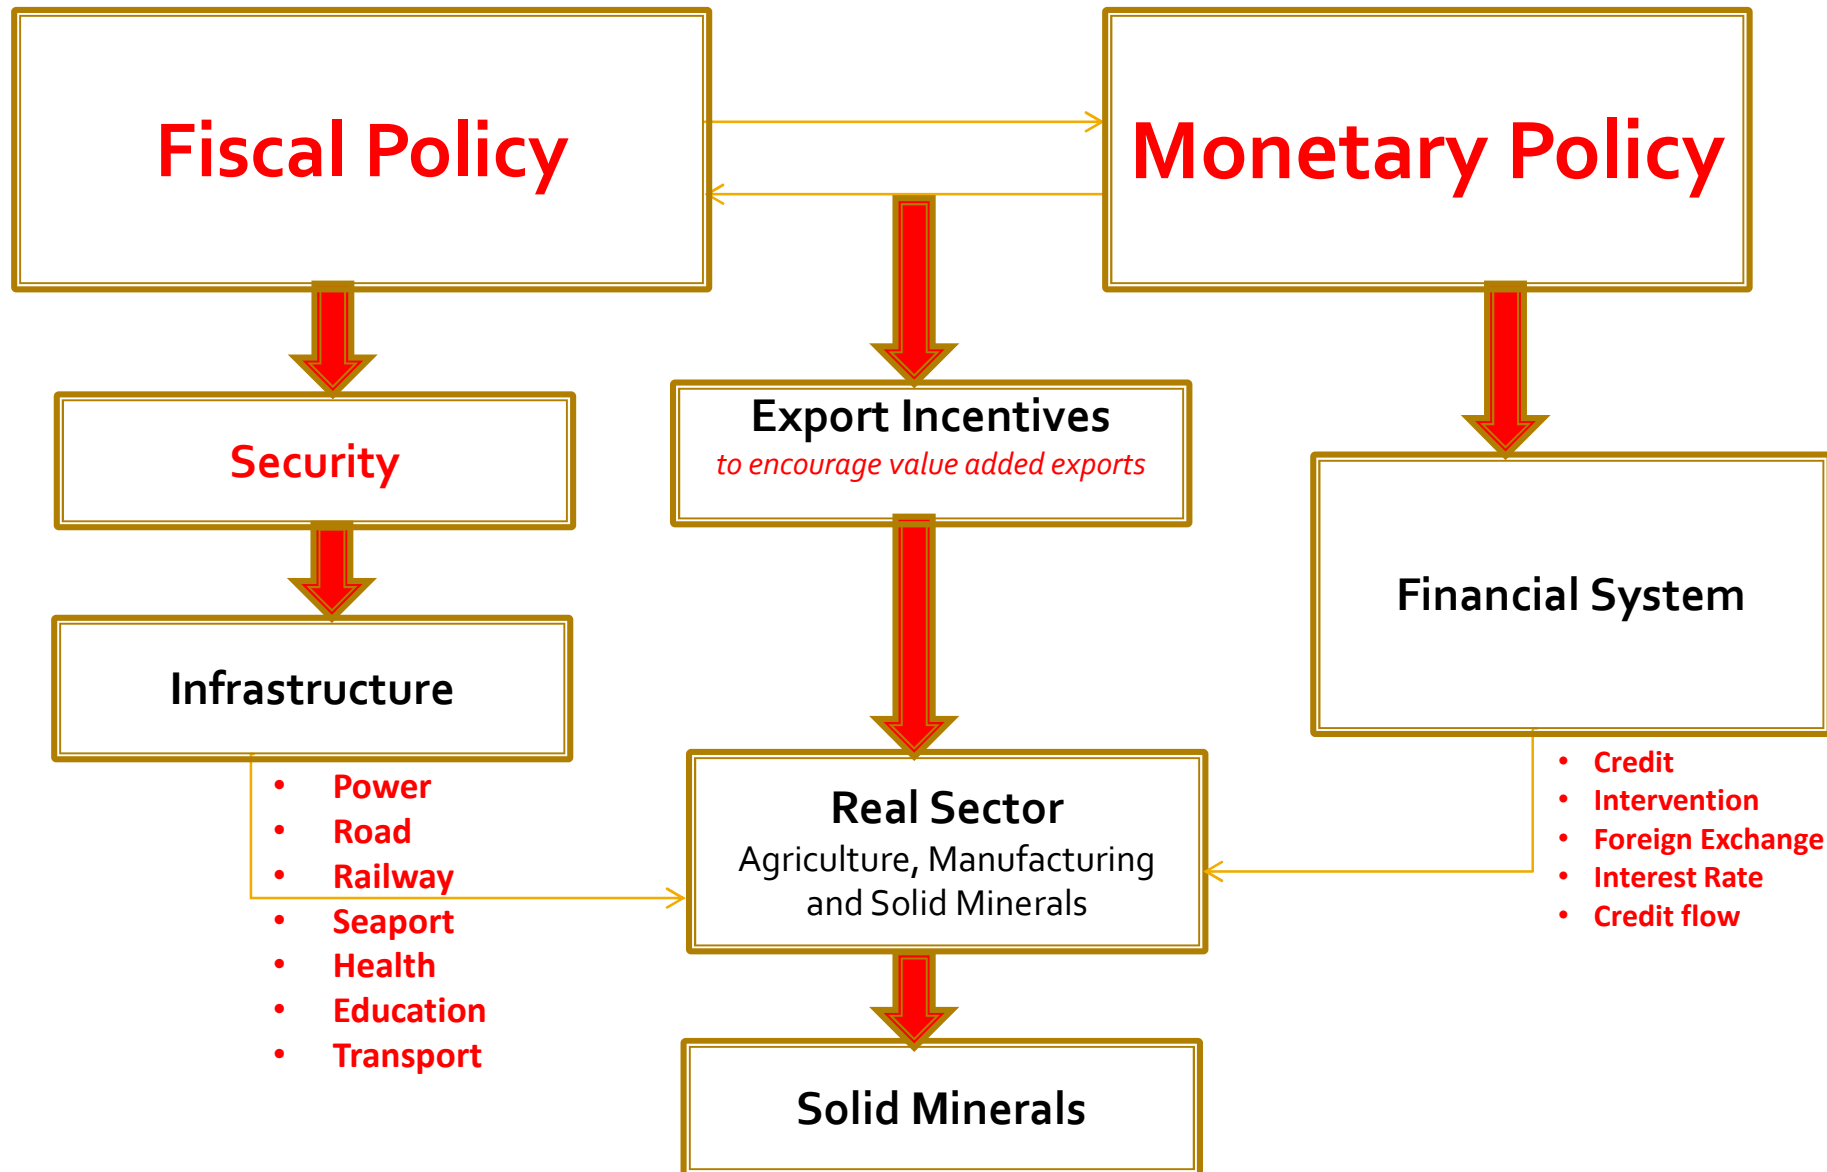 Fiscal Policy
Monetary Policy
Security
Export Incentives
to encourage value added exports
Financial System
Infrastructure
• Power
• Road
• Railway
• Seaport
• Health
• Education
• Transport
Real Sector
Agriculture, Manufacturing
and Solid Minerals
• Credit
• Intervention
• Foreign Exchange
• Interest Rate
• Credit flow
Solid Minerals